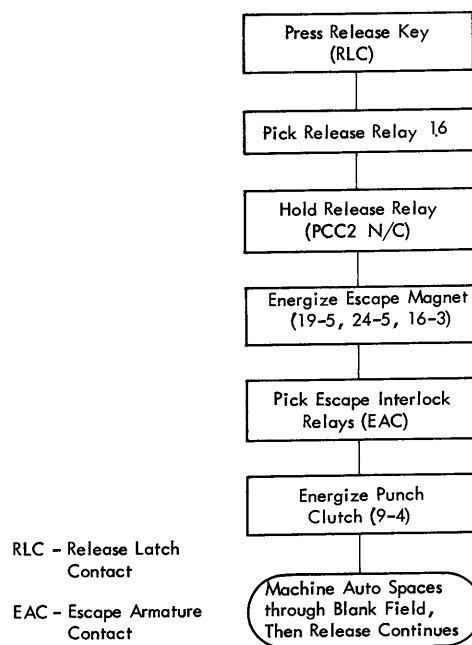 Press Release Key
(RLC)
Pick Release Relay 16
Hold Release Relay
(PCC2 N/C)
Energize Escape Magnet
(19-5, 24-5, 16-3)
Pick Escape Interlock
Relays (EAC)
Energize Punch
Clutch (9-4)
Machine Auto Spaces
through Blank Field,
Then Release Continues
RLC - Release Latch
Contact
EAC - Escape Armature
Contact